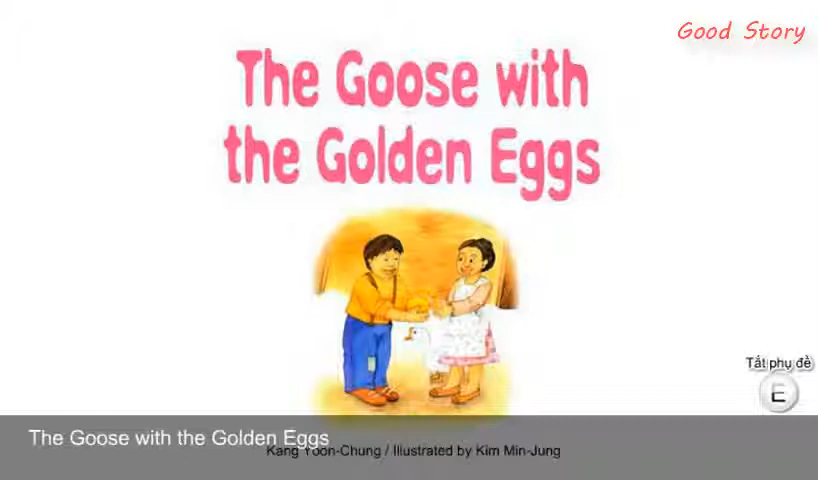 Good Story
The Goose with
the Golden Eggs
Tắt phụ đề
E
The Goose with the Golden Eggs
Kang Yoon-Chung / Illustrated by Kim Min-Jung